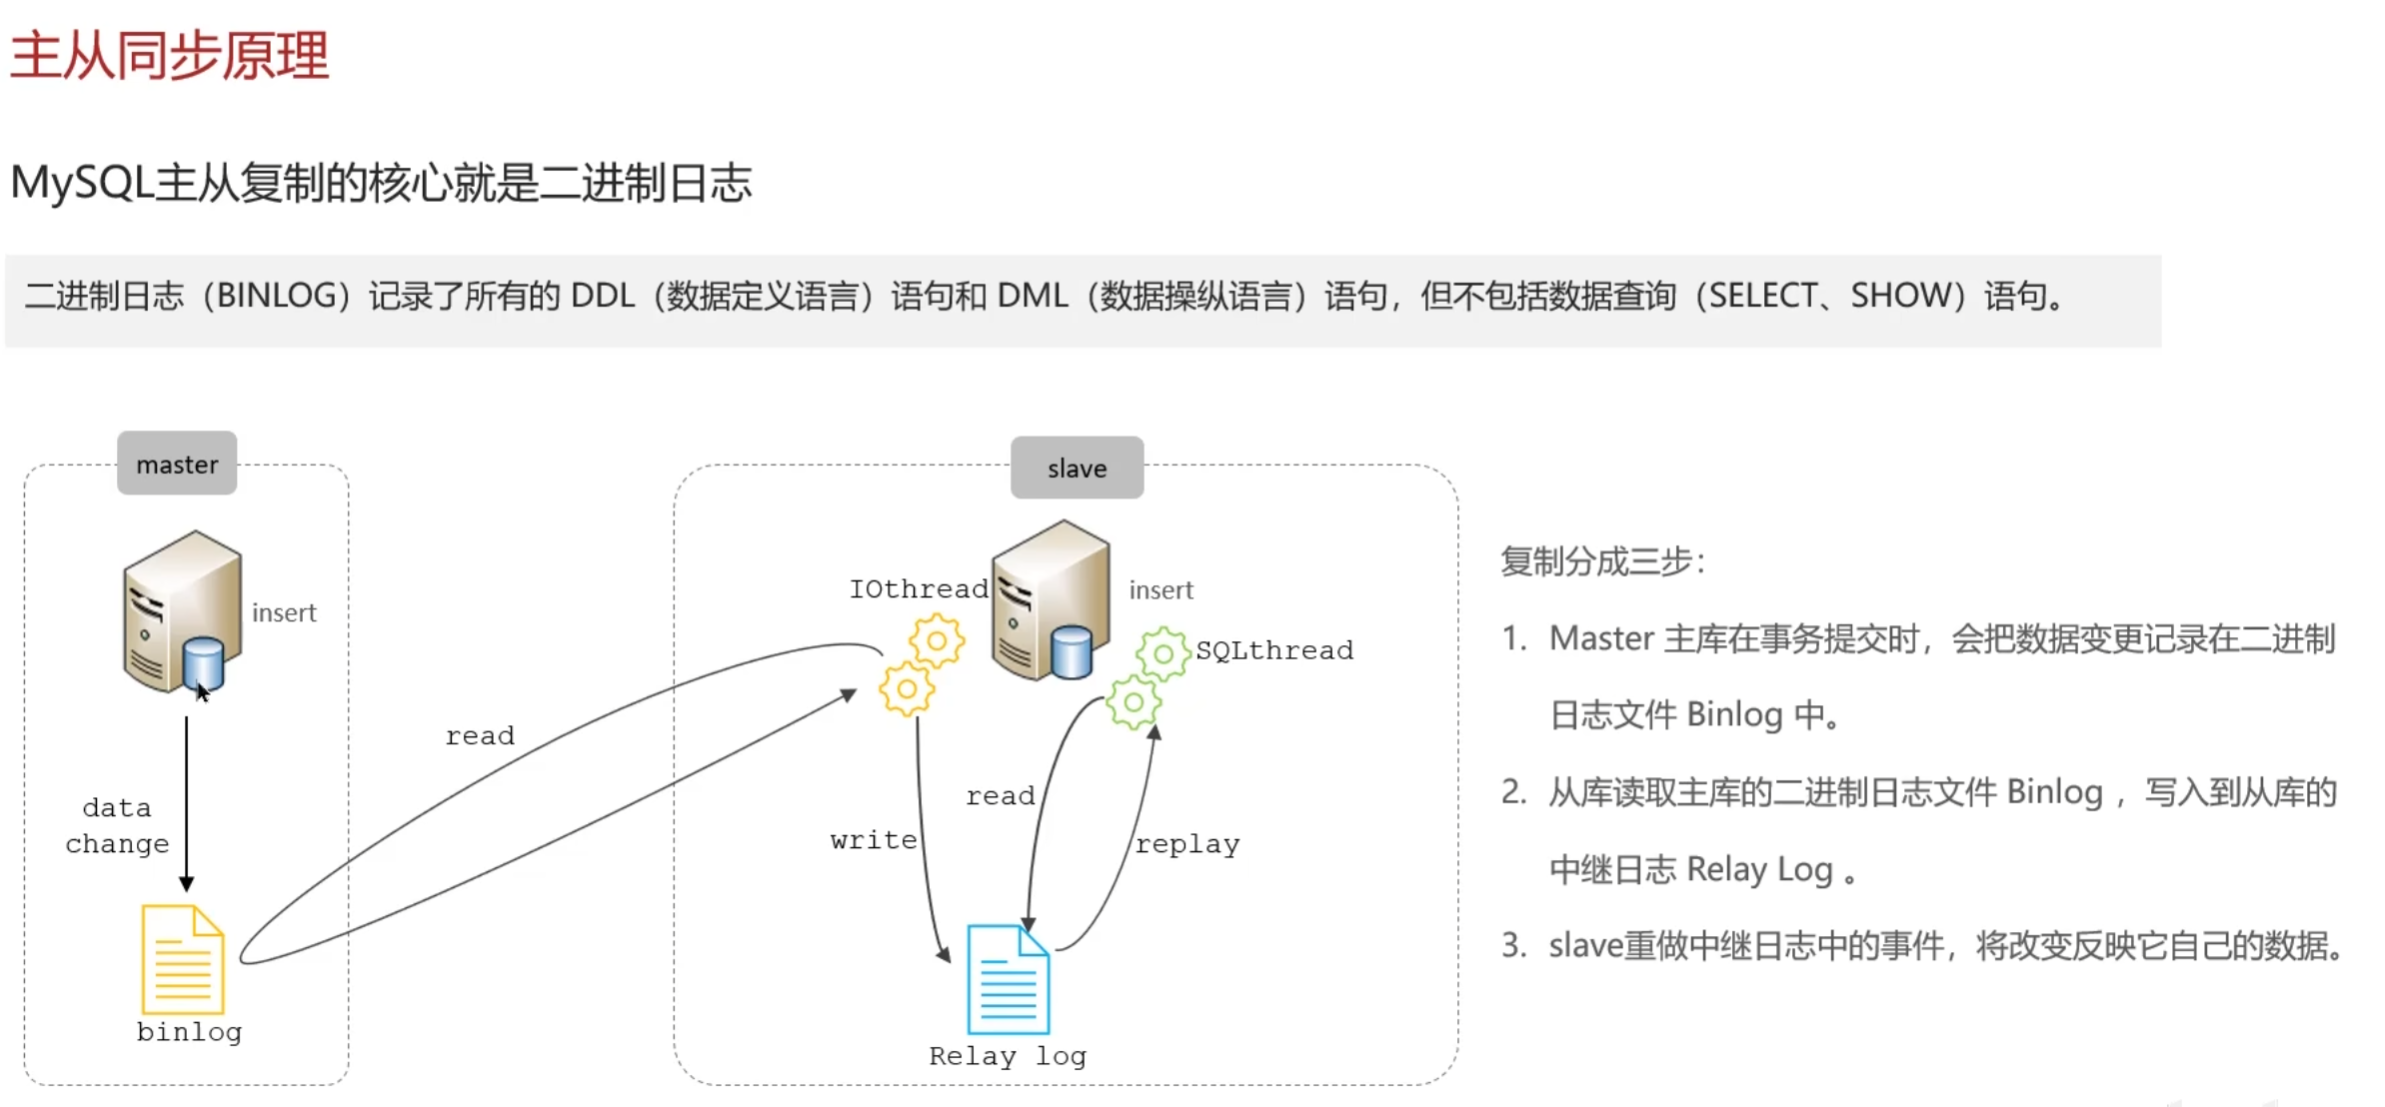 主从同步原理
MySQL主从复制的核心就是二进制日志
二进制日志（BINLOG）记录了所有的 DDL（数据定义语言）语句和 DML（数据操纵语言）语句，但不包括数据查询（SELECT、SHOW）语句。
master
insert
data
change
binlog
read
slave
IOthread
insert
SQLthread
read
write
replay
Relay log
复制分成三步：
1. Master 主库在事务提交时，会把数据变更记录在二进制
日志文件 Binlog 中。
2. 从库读取主库的二进制日志文件 Binlog ，写入到从库的
中继日志 Relay Log 。
3. slave重做中继日志中的事件，将改变反映它自己的数据。